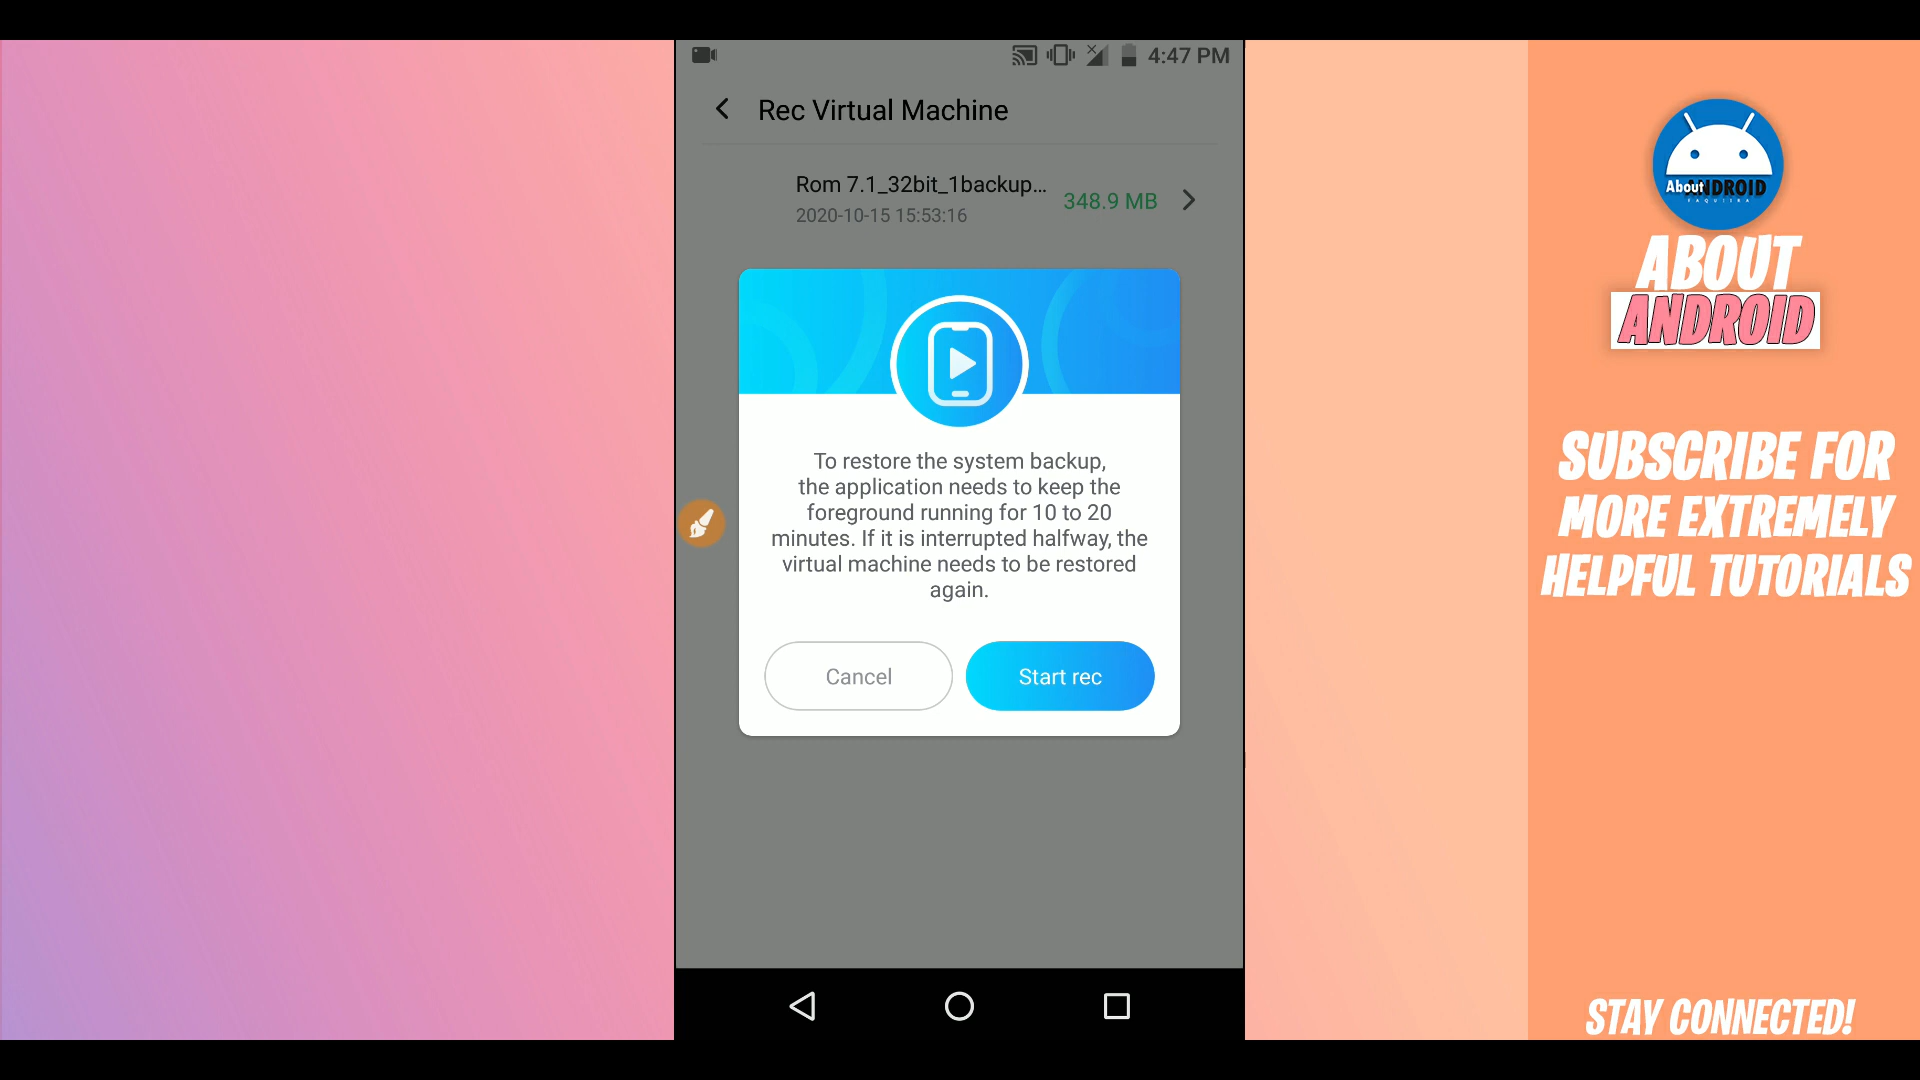 4:47 PM
Rec Virtual Machine
Rom 7.1_32bit_1backup...
348.9 MB
2020-10-15 15:53:16
To restore the system backup,
the application needs to keep the
foreground running for 10 to 20
minutes. If it is interrupted halfway, the
virtual machine needs to be restored
again.
Cancel
Start rec
About ANDROID
FAQUIIRA
ABOUT
ANDROID
SUBSCRIBE FOR
MORE EXTREMELY
HELPFUL TUTORIALS
STAY CONNECTED!